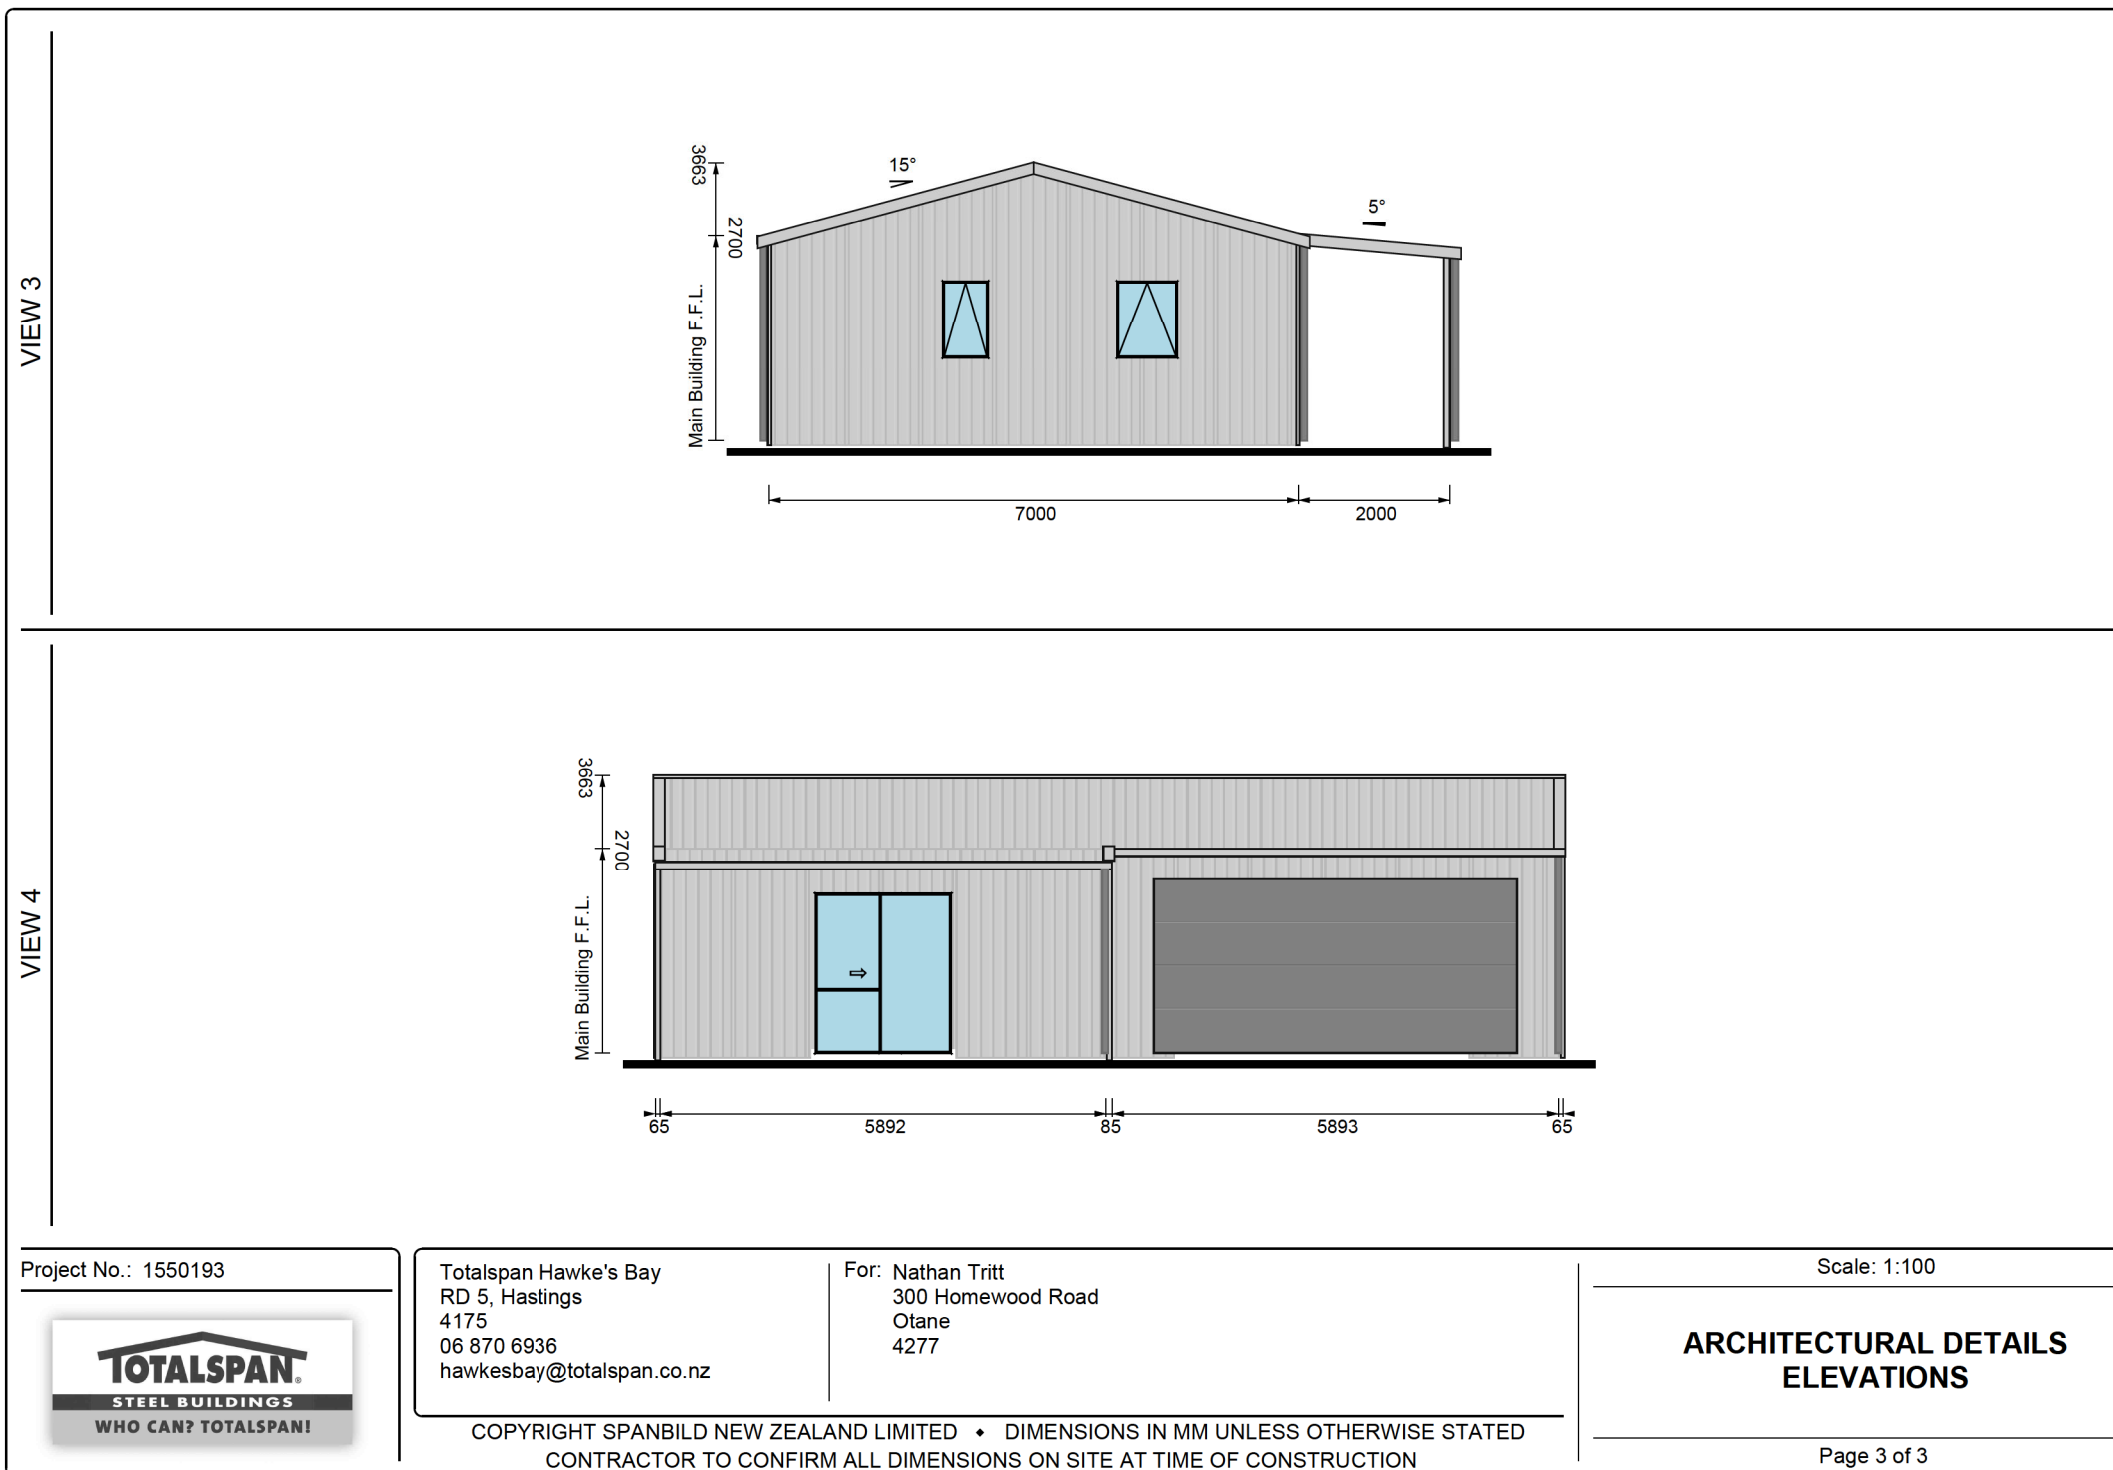 VIEW 3
3663
2700
Main Building F.F.L.
15°
5°
7000
2000
VIEW 4
3663
2700
Main Building F.F.L.
65
5892
85
5893
65
Project No.: 1550193
TOTALSPAN®
STEEL BUILDINGS
WHO CAN? TOTALSPAN!
Totalspan Hawke's Bay
RD 5, Hastings
4175
06 870 6936
hawkesbay@totalspan.co.nz
For: Nathan Tritt
300 Homewood Road
Otane
4277
COPYRIGHT SPANBILD NEW ZEALAND LIMITED ♦ DIMENSIONS IN MM UNLESS OTHERWISE STATED
CONTRACTOR TO CONFIRM ALL DIMENSIONS ON SITE AT TIME OF CONSTRUCTION
Scale: 1:100
ARCHITECTURAL DETAILS
ELEVATIONS
Page 3 of 3